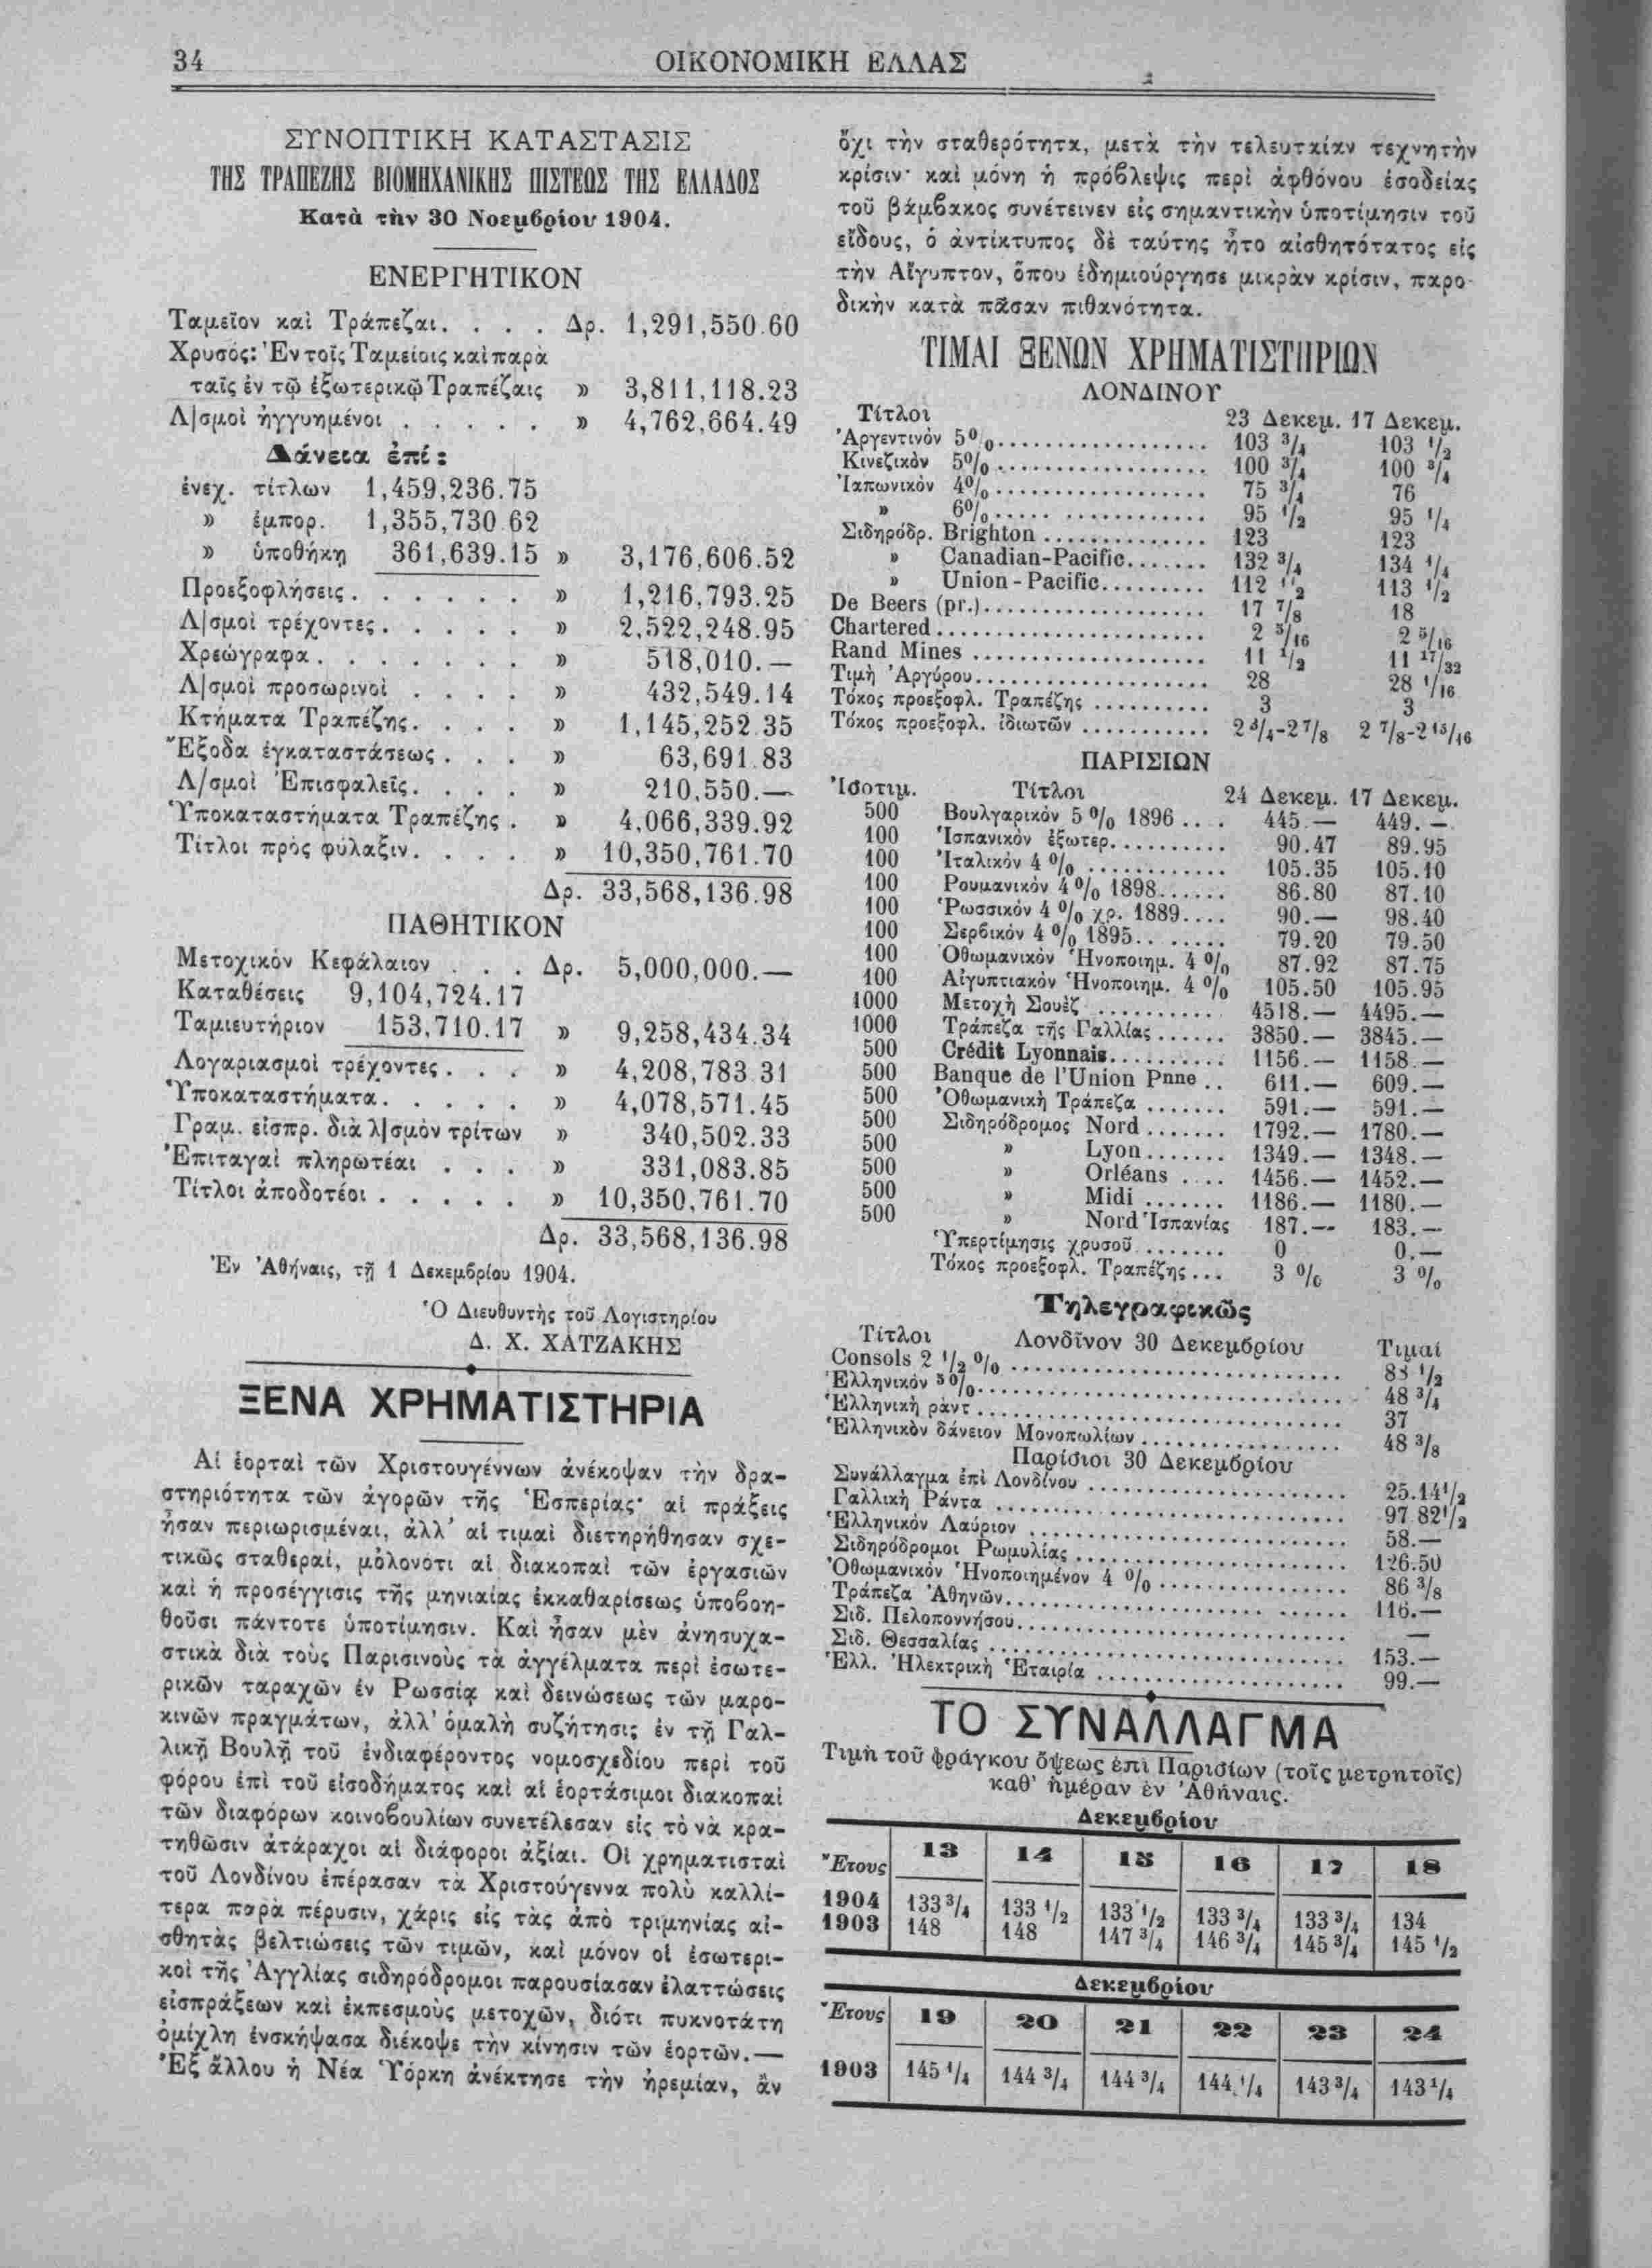 34
ΟΙΚΟΝΟΜΙΚΗ ΕΛΛΑΣ
ΣΥΝΟΠΤΙΚΗ ΚΑΤΑΣΤΑΣΙΣ
ΤΗΣ ΤΡΑΠΕΖΗΣ ΒΙΟΜΗΧΑΝΙΚΗΣ ΠΙΣΤΕΩΣ ΤΗΣ ΕΛΛΑΔΟΣ
Κατὰ τὴν 30 Νοεμβρίου 1904.
ΕΝΕΡΓΗΤΙΚΟΝ
Ταμεῖον καὶ Τράπεζαι. . . . Δρ. 1,291,550.60
Χρυσός: Ἐν τοῖς Ταμείοις καὶ παρὰ
ταῖς ἐν τῷ ἐξωτερικῷ Τραπέζαις » 3,811,118.23
Λ|σμοὶ ἠγγυημένοι . . . . . » 4,762,664.49
Δάνεια ἐπί :
ἐνεχ. τίτλων 1,459,236.75
» ἐμπορ. 1,355,730 62
» ὑποθήκῃ 361,639.15 » 3,176,606.52
Προεξοφλήσεις. . . . . . » 1,216,793.25
Λ|σμοὶ τρέχοντες. . . . . » 2,522,248.95
Χρεώγραφα. . . . . . . » 518,010.—
Λ|σμοὶ προσωρινοὶ . . . . » 432,549.14
Κτήματα Τραπέζης. . . . » 1,145,252.35
Ἔξοδα ἐγκαταστάσεως . . . » 63,691.83
Λ/σμοὶ Ἐπισφαλεῖς. . . . » 210,550.—
Ὑποκαταστήματα Τραπέζης . » 4,066,339.92
Τίτλοι πρὸς φύλαξιν. . . . » 10,350,761.70
Δρ. 33,568,136.98
ΠΑΘΗΤΙΚΟΝ
Μετοχικὸν Κεφάλαιον . . . Δρ. 5,000,000.—
Καταθέσεις 9,104,724.17
Ταμιευτήριον 153,710.17 » 9,258,434.34
Λογαριασμοὶ τρέχοντες . . . » 4,208,783 31
Ὑποκαταστήματα. . . . . » 4,078,571.45
Γραμ. εἰσπρ. διὰ λ|σμὸν τρίτων » 340,502.33
Ἐπιταγαὶ πληρωτέαι . . . » 331,083.85
Τίτλοι ἀποδοτέοι . . . . . » 10,350,761.70
Δρ. 33,568,136.98
Ἐν Ἀθήναις, τῇ 1 Δεκεμβρίου 1904.
Ὁ Διευθυντὴς τοῦ Λογιστηρίου
Δ. Χ. ΧΑΤΖΑΚΗΣ
ΞΕΝΑ ΧΡΗΜΑΤΙΣΤΗΡΙΑ
Αἱ ἑορταὶ τῶν Χριστουγέννων ἀνέκοψαν τὴν δρα-
στηριότητα τῶν ἀγορῶν τῆς Ἑσπερίας· αἱ πράξεις
ἦσαν περιωρισμέναι, ἀλλ' αἱ τιμαὶ διετηρήθησαν σχε-
τικῶς σταθεραί, μολονότι αἱ διακοπαὶ τῶν ἐργασιῶν
καὶ ἡ προσέγγισις τῆς μηνιαίας ἐκκαθαρίσεως ὑποβοη-
θοῦσι πάντοτε ὑποτίμησιν. Καὶ ἦσαν μὲν ἀνησυχα-
στικὰ διὰ τοὺς Παρισινοὺς τὰ ἀγγέλματα περὶ ἐσωτε-
ρικῶν ταραχῶν ἐν Ρωσσίᾳ καὶ δεινώσεως τῶν μαρο-
κινῶν πραγμάτων, ἀλλ' ὁμαλὴ συζήτησις ἐν τῇ Γαλ-
λικῇ Βουλῇ τοῦ ἐνδιαφέροντος νομοσχεδίου περὶ τοῦ
φόρου ἐπὶ τοῦ εἰσοδήματος καὶ αἱ ἑορτάσιμοι διακοπαὶ
τῶν διαφόρων κοινοβουλίων συνετέλεσαν εἰς τὸ νὰ κρα-
τηθῶσιν ἀτάραχοι αἱ διάφοροι ἀξίαι. Οἱ χρηματισταὶ
τοῦ Λονδίνου ἐπέρασαν τὰ Χριστούγεννα πολὺ καλλί-
τερα παρὰ πέρυσιν, χάρις εἰς τὰς ἀπὸ τριμηνίας αἰ-
σθητὰς βελτιώσεις τῶν τιμῶν, καὶ μόνον οἱ ἐσωτερι-
κοὶ τῆς Ἀγγλίας σιδηρόδρομοι παρουσίασαν ἐλαττώσεις
εἰσπράξεων καὶ ἐκπεσμοὺς μετοχῶν, διότι πυκνοτάτη
ὁμίχλη ἐνσκήψασα διέκοψε τὴν κίνησιν τῶν ἑορτῶν.—
Ἐξ ἄλλου ἡ Νέα Ὑόρκη ἀνέκτησε τὴν ἠρεμίαν, ἂν
ὄχι τὴν σταθερότητα, μετὰ τὴν τελευταίαν τεχνητὴν
κρίσιν· καὶ μόνη ἡ πρόβλεψις περὶ ἀφθόνου ἐσοδείας
τοῦ βάμβακος συνέτεινεν εἰς σημαντικὴν ὑποτίμησιν τοῦ
εἴδους, ὁ ἀντίκτυπος δὲ ταύτης ἦτο αἰσθητότατος εἰς
τὴν Αἴγυπτον, ὅπου ἐδημιούργησε μικρὰν κρίσιν, παρο-
δικὴν κατὰ πᾶσαν πιθανότητα.
ΤΙΜΑΙ ΞΕΝΩΝ ΧΡΗΜΑΤΙΣΤΗΡΙΩΝ
ΛΟΝΔΙΝΟΥ
Τίτλοι 23 Δεκεμ. 17 Δεκεμ.
Ἀργεντινὸν 5% 103 3/4 103 1/2
Κινεζικὸν 5% 100 3/4 100 3/4
Ἰαπωνικὸν 4% 75 3/4 76
» 6% 95 1/2 95 1/4
Σιδηρόδρ. Brighton 123 123
» Canadian-Pacific 132 3/4 134 1/4
» Union-Pacific 112 1/2 113 1/2
De Beers (pr.) 17 7/8 18
Chartered 2 5/16 2 5/16
Rand Mines 11 1/2 11 17/32
Τιμὴ Ἀργύρου 28 28 1/16
Τόκος προεξοφλ. Τραπέζης 3 3
Τόκος προεξοφλ. ἰδιωτῶν 2 3/4-2 7/8 2 7/8-2 15/16
ΠΑΡΙΣΙΩΝ
Ἰσοτιμ. Τίτλοι 24 Δεκεμ. 17 Δεκεμ.
500 Βουλγαρικὸν 5 % 1896 445.— 449.—
100 Ἱσπανικὸν ἐξωτερ. 90.47 89.95
100 Ἰταλικὸν 4 % 105.35 105.10
100 Ρουμανικὸν 4 % 1898 86.80 87.10
100 Ῥωσσικόν 4 % χρ. 1889 90.— 98.40
100 Σερβικόν 4 % 1895 79.20 79.50
100 Ὀθωμανικὸν Ἡνοποιημ. 4 % 87.92 87.75
100 Αἰγυπτιακὸν Ἡνοποιημ. 4 % 105.50 105.95
1000 Μετοχὴ Σουὲζ 4518.— 4495.—
1000 Τράπεζα τῆς Γαλλίας 3850.— 3845.—
500 Crédit Lyonnais 1156.— 1158.—
500 Banque de l'Union Pnne 611.— 609.—
500 Ὀθωμανικὴ Τράπεζα 591.— 591.—
500 Σιδηρόδρομος Nord 1792.— 1780.—
500 » Lyon 1349.— 1348.—
500 » Orléans 1456.— 1452.—
500 » Midi 1186.— 1180.—
500 » Nord Ἱσπανίας 187.— 183.—
Ὑπερτίμησις χρυσοῦ 0 0.—
Τόκος προεξοφλ. Τραπέζης 3 % 3 %
Τηλεγραφικῶς
Τίτλοι Λονδῖνον 30 Δεκεμβρίου Τιμαί
Consols 2 1/2 % 88 1/2
Ἑλληνικόν 5% 48 3/4
Ἑλληνικὴ ράντ 37
Ἑλληνικὸν δάνειον Μονοπωλίων 48 3/8
Παρίσιοι 30 Δεκεμβρίου
Συνάλλαγμα ἐπὶ Λονδίνου 25.14 1/2
Γαλλικὴ Ράντα 97 82 1/2
Ἑλληνικόν Λαύριον 58.—
Σιδηρόδρομοι Ρωμυλίας 126.50
Ὀθωμανικὸν Ἡνοποιημένον 4 % 86 3/8
Τράπεζα Ἀθηνῶν 116.—
Σιδ. Πελοποννήσου —
Σιδ. Θεσσαλίας 153.—
Ἑλλ. Ἠλεκτρικὴ Ἑταιρία 99.—
ΤΟ ΣΥΝΑΛΛΑΓΜΑ
Τιμὴ τοῦ φράγκου ὄψεως ἐπὶ Παρισίων (τοῖς μετρητοῖς)
καθ' ἡμέραν ἐν Ἀθήναις.
Δεκεμβρίου
Ἔτους 13 14 15 16 17 18
1904 133 3/4 133 1/2 133 1/2 133 3/4 133 3/4 134
1903 148 148 147 3/4 146 3/4 145 3/4 145 1/2
Δεκεμβρίου
Ἔτους 19 20 21 22 23 24
1903 145 1/4 144 3/4 144 3/4 144 1/4 143 3/4 143 1/4